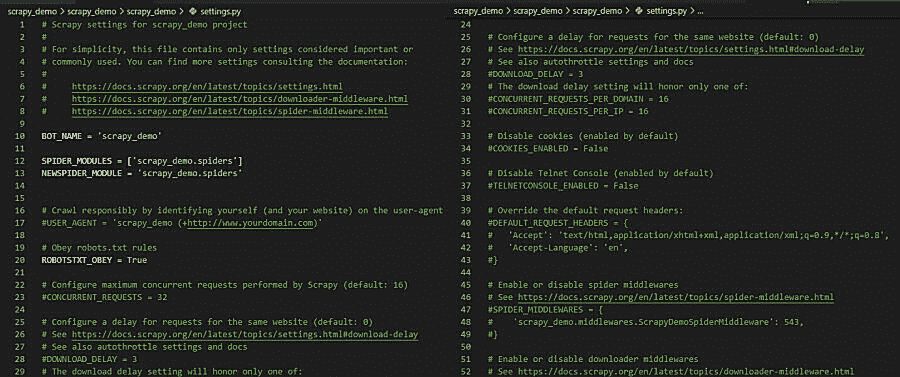 scrapy_demo > scrapy_demo > scrapy_demo > settings.py
1 # Scrapy settings for scrapy_demo project
2 #
3 # For simplicity, this file contains only settings considered important or
4 # commonly used. You can find more settings consulting the documentation:
5 #
6 #     https://docs.scrapy.org/en/latest/topics/settings.html
7 #     https://docs.scrapy.org/en/latest/topics/downloader-middleware.html
8 #     https://docs.scrapy.org/en/latest/topics/spider-middleware.html
9
10 BOT_NAME = 'scrapy_demo'
11
12 SPIDER_MODULES = ['scrapy_demo.spiders']
13 NEWSPIDER_MODULE = 'scrapy_demo.spiders'
14
15
16 # Crawl responsibly by identifying yourself (and your website) on the user-agent
17 #USER_AGENT = 'scrapy_demo (+http://www.yourdomain.com)'
18
19 # Obey robots.txt rules
20 ROBOTSTXT_OBEY = True
21
22 # Configure maximum concurrent requests performed by Scrapy (default: 16)
23 #CONCURRENT_REQUESTS = 32
24
25 # Configure a delay for requests for the same website (default: 0)
26 # See https://docs.scrapy.org/en/latest/topics/settings.html#download-delay
27 # See also autothrottle settings and docs
28 #DOWNLOAD_DELAY = 3
29 # The download delay setting will honor only one of:
scrapy_demo > scrapy_demo > scrapy_demo > settings.py > ...
24
25 # Configure a delay for requests for the same website (default: 0)
26 # See https://docs.scrapy.org/en/latest/topics/settings.html#download-delay
27 # See also autothrottle settings and docs
28 #DOWNLOAD_DELAY = 3
29 # The download delay setting will honor only one of:
30 #CONCURRENT_REQUESTS_PER_DOMAIN = 16
31 #CONCURRENT_REQUESTS_PER_IP = 16
32
33 # Disable cookies (enabled by default)
34 #COOKIES_ENABLED = False
35
36 # Disable Telnet Console (enabled by default)
37 #TELNETCONSOLE_ENABLED = False
38
39 # Override the default request headers:
40 #DEFAULT_REQUEST_HEADERS = {
41 #   'Accept': 'text/html,application/xhtml+xml,application/xml;q=0.9,*/*;q=0.8',
42 #   'Accept-Language': 'en',
43 #}
44
45 # Enable or disable spider middlewares
46 # See https://docs.scrapy.org/en/latest/topics/spider-middleware.html
47 #SPIDER_MIDDLEWARES = {
48 #    'scrapy_demo.middlewares.ScrapyDemoSpiderMiddleware': 543,
49 #}
50
51 # Enable or disable downloader middlewares
52 # See https://docs.scrapy.org/en/latest/topics/downloader-middleware.html